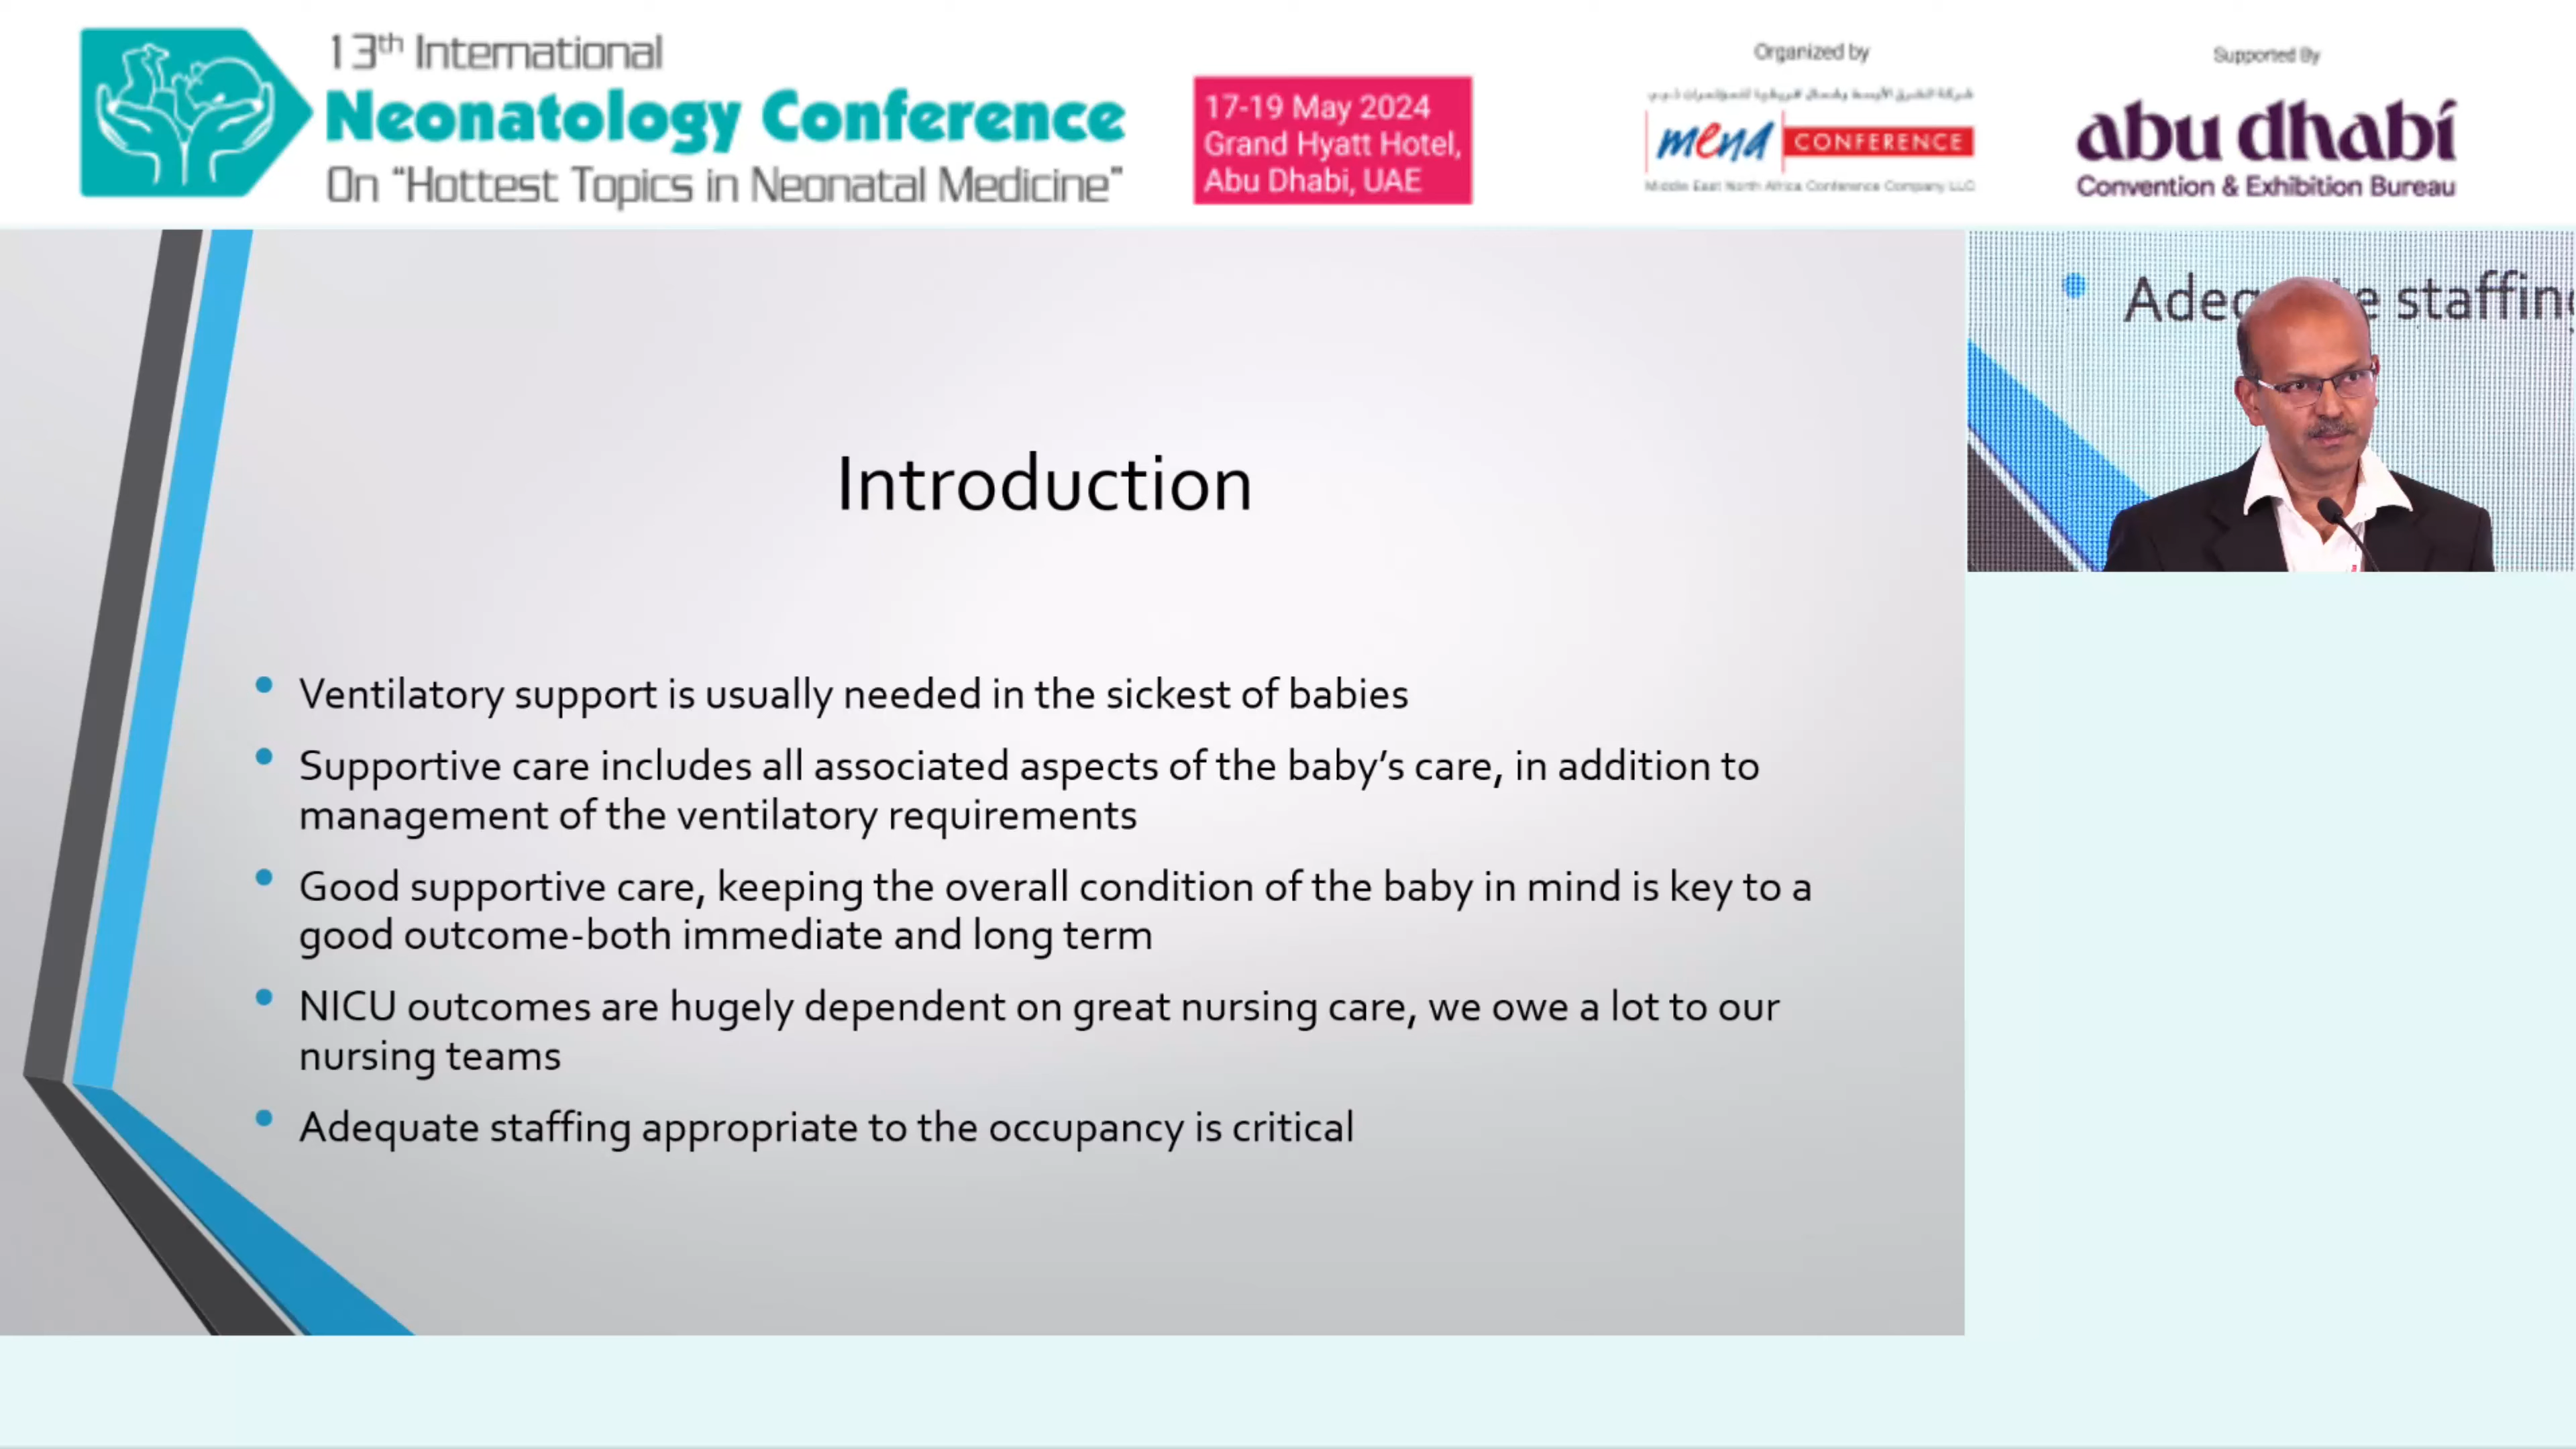 13th International
Neonatology Conference
On “Hottest Topics in Neonatal Medicine”
17-19 May 2024
Grand Hyatt Hotel,
Abu Dhabi, UAE
Organized by
mena CONFERENCE
Middle East North Africa Conference Company LLC
Supported By
abu dhabi
Convention & Exhibition Bureau
staffing
Introduction
• Ventilatory support is usually needed in the sickest of babies
• Supportive care includes all associated aspects of the baby’s care, in addition to
management of the ventilatory requirements
• Good supportive care, keeping the overall condition of the baby in mind is key to a
good outcome-both immediate and long term
• NICU outcomes are hugely dependent on great nursing care, we owe a lot to our
nursing teams
• Adequate staffing appropriate to the occupancy is critical